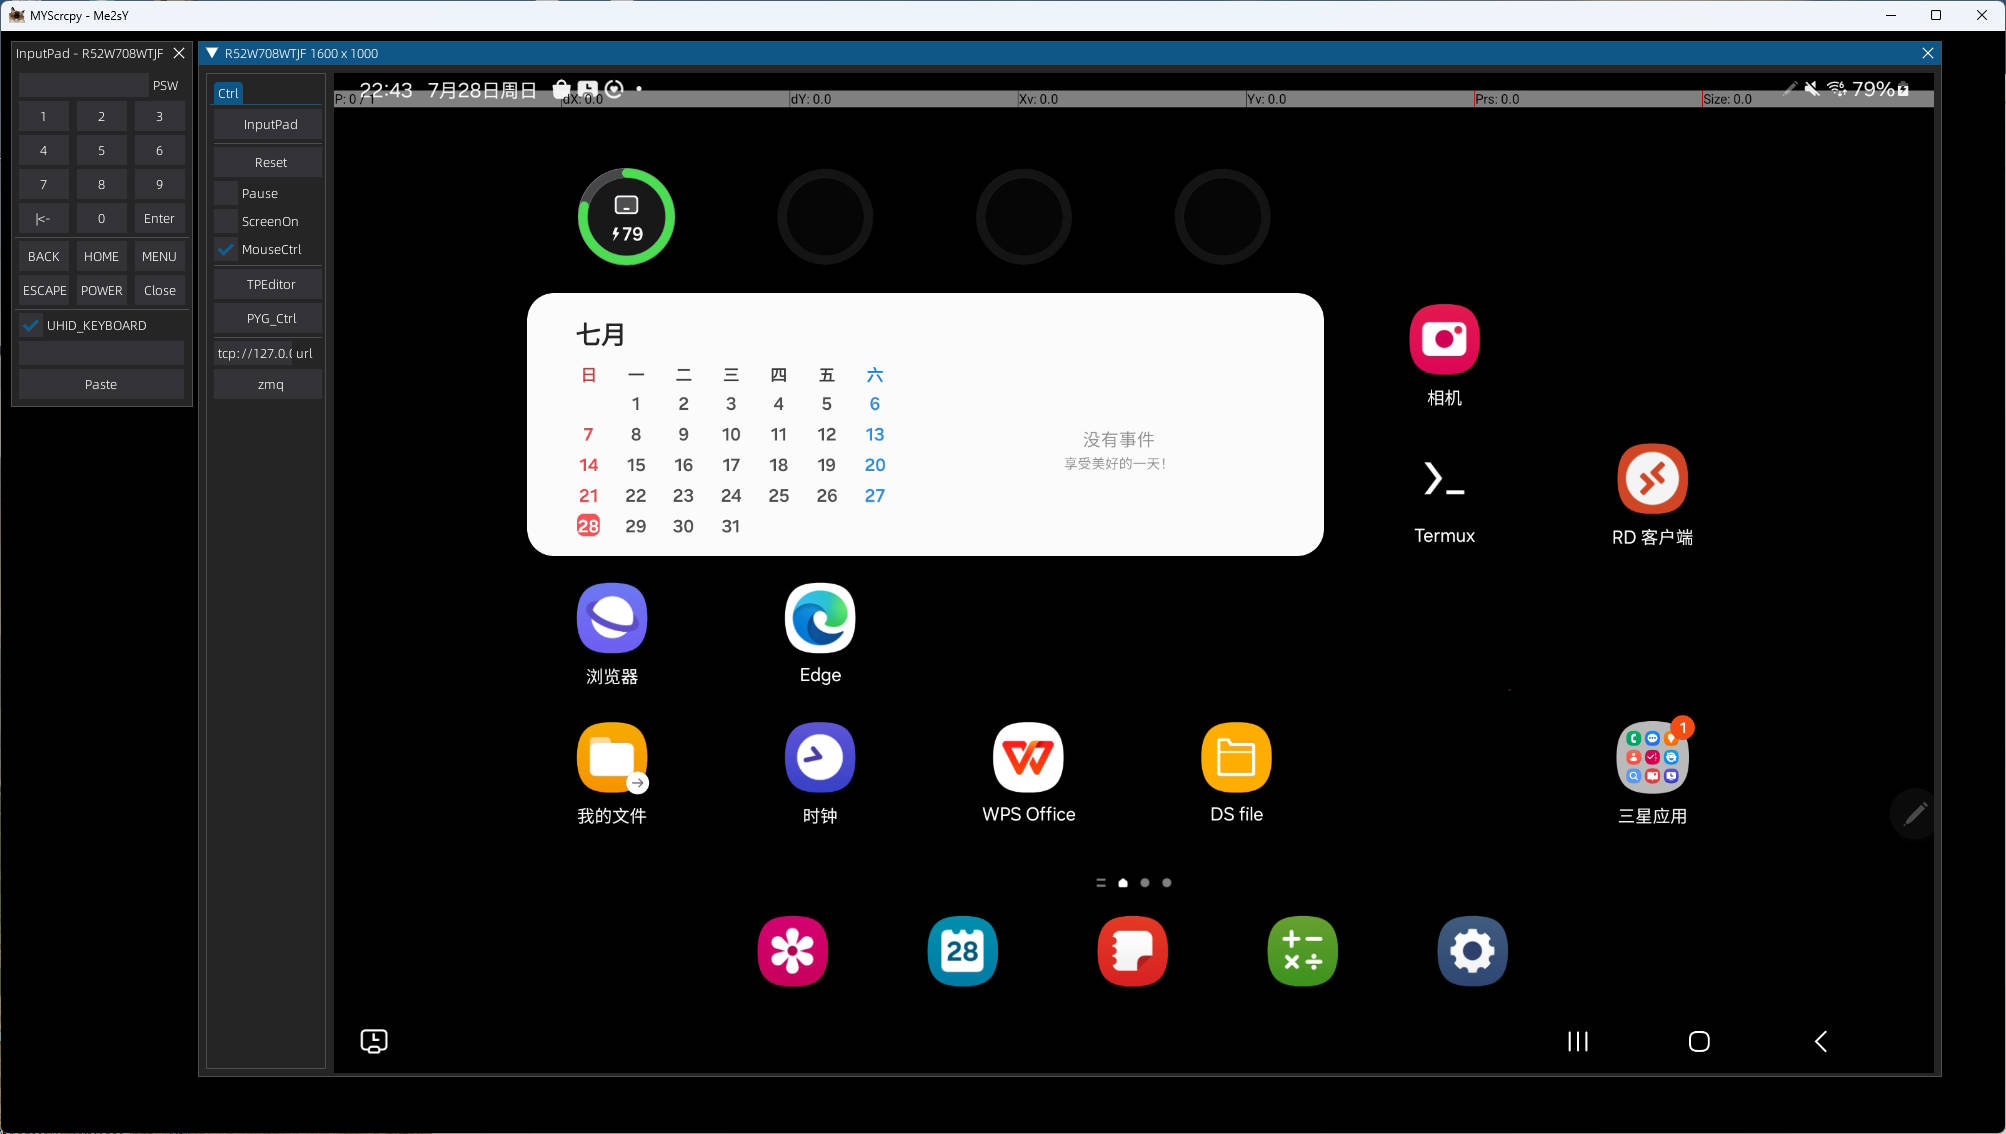 MYScrcpy - Me2sY
InputPad - R52W708WTJF
PSW
1 2 3
4 5 6
7 8 9
|<- 0 Enter
BACK HOME MENU
ESCAPE POWER Close
UHID_KEYBOARD
Paste
R52W708WTJF 1600 x 1000
Ctrl
InputPad
Reset
Pause
ScreenOn
MouseCtrl
TPEditor
PYG_Ctrl
tcp://127.0.0 url
zmq
22:43 7月28日周日
79%
P: 0 / 1 dX: 0.0 dY: 0.0 Xv: 0.0 Yv: 0.0 Prs: 0.0 Size: 0.0
79
七月
日 一 二 三 四 五 六
1 2 3 4 5 6
7 8 9 10 11 12 13
14 15 16 17 18 19 20
21 22 23 24 25 26 27
28 29 30 31
没有事件
享受美好的一天!
相机
Termux
RD 客户端
浏览器
Edge
1
我的文件
时钟
WPS Office
DS file
三星应用
28